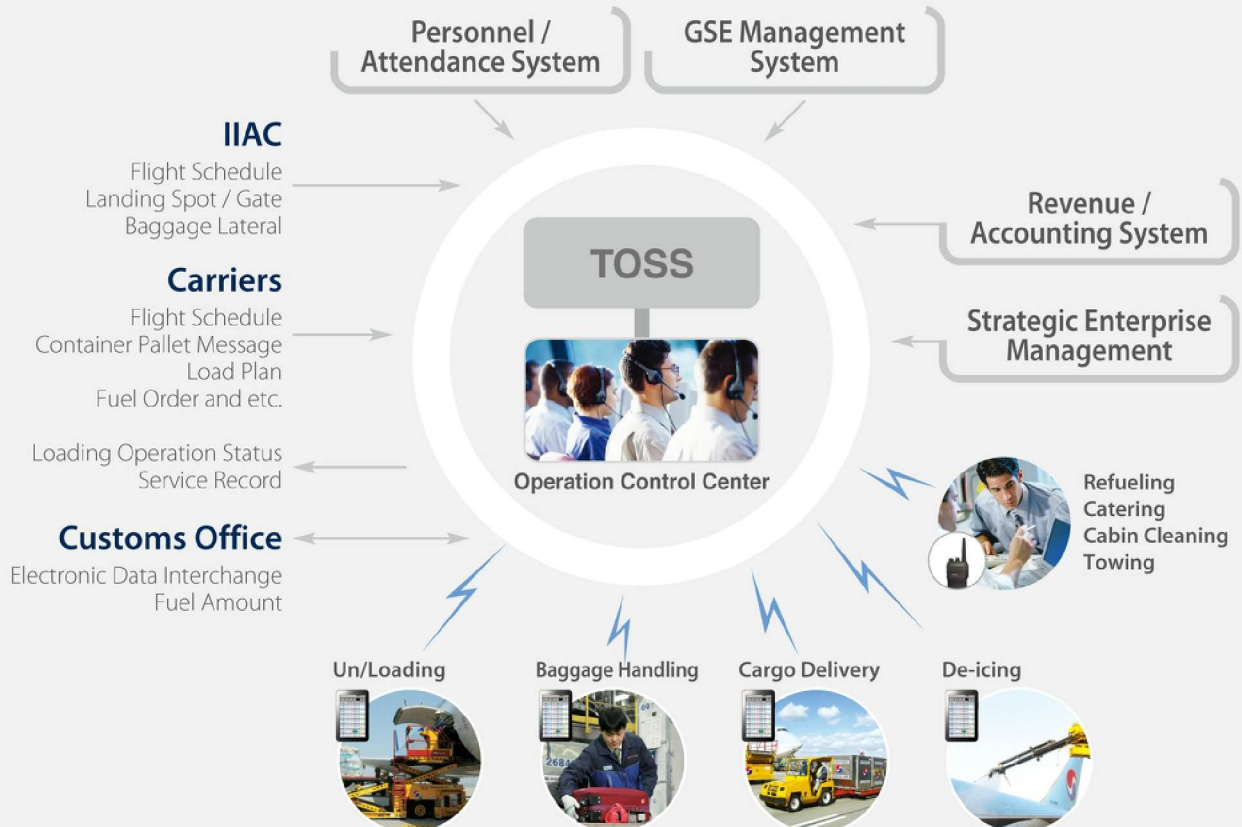 Personnel /
Attendance System
GSE Management
System
IIAC
Flight Schedule
Landing Spot / Gate
Baggage Lateral
Revenue /
Accounting System
TOSS
Carriers
Flight Schedule
Container Pallet Message
Load Plan
Fuel Order and etc.
Strategic Enterprise
Management
Loading Operation Status
Service Record
Operation Control Center
Refueling
Catering
Cabin Cleaning
Towing
Customs Office
Electronic Data Interchange
Fuel Amount
Un/Loading
Baggage Handling
Cargo Delivery
De-icing